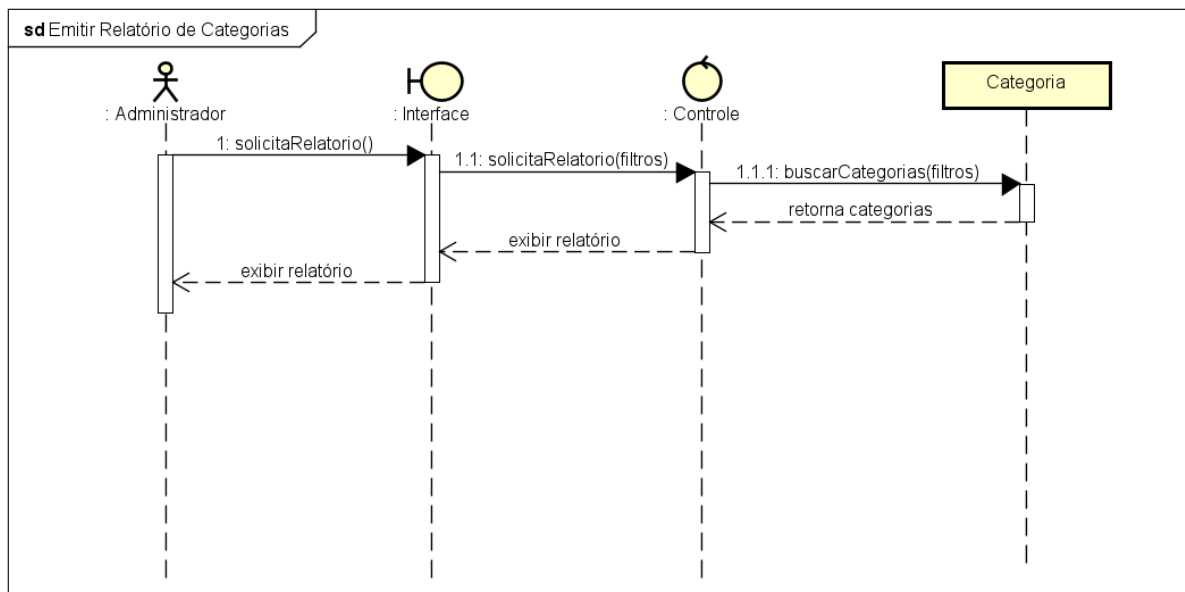 sd Emitir Relatório de Categorias
: Administrador
: Interface
: Controle
Categoria
1: solicitaRelatorio()
1.1: solicitaRelatorio(filtros)
1.1.1: buscarCategorias(filtros)
retorna categorias
exibir relatório
exibir relatório